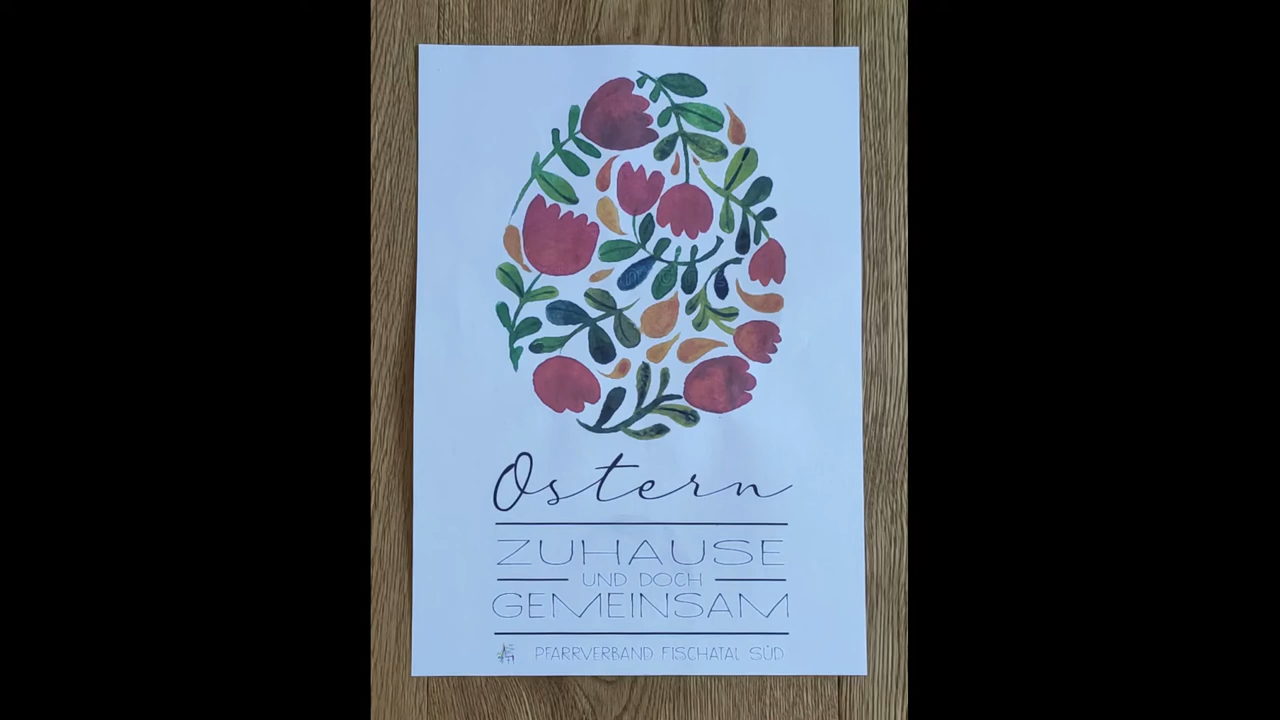 Ostern
ZUHAUSE
UND DOCH
GEMEINSAM
PFARRVERBAND FISCHATAL SÜD